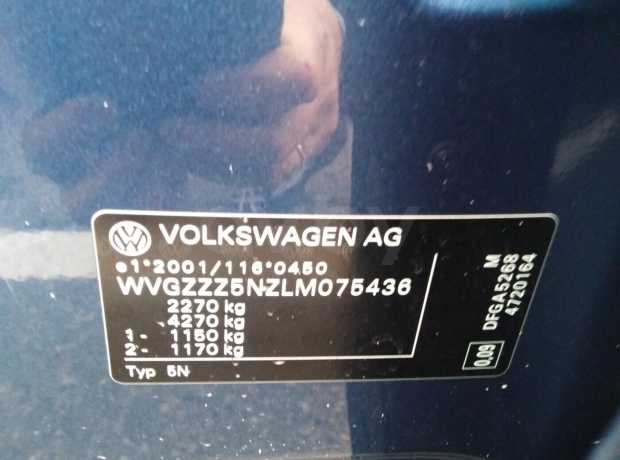 VOLKSWAGEN AG
e1*2001/116*0450
WVGZZZ5NZLM075436
2270 kg
4270 kg
1- 1150 kg
2- 1170 kg
Typ 5N
0.09
DFGA5268 M
4720164